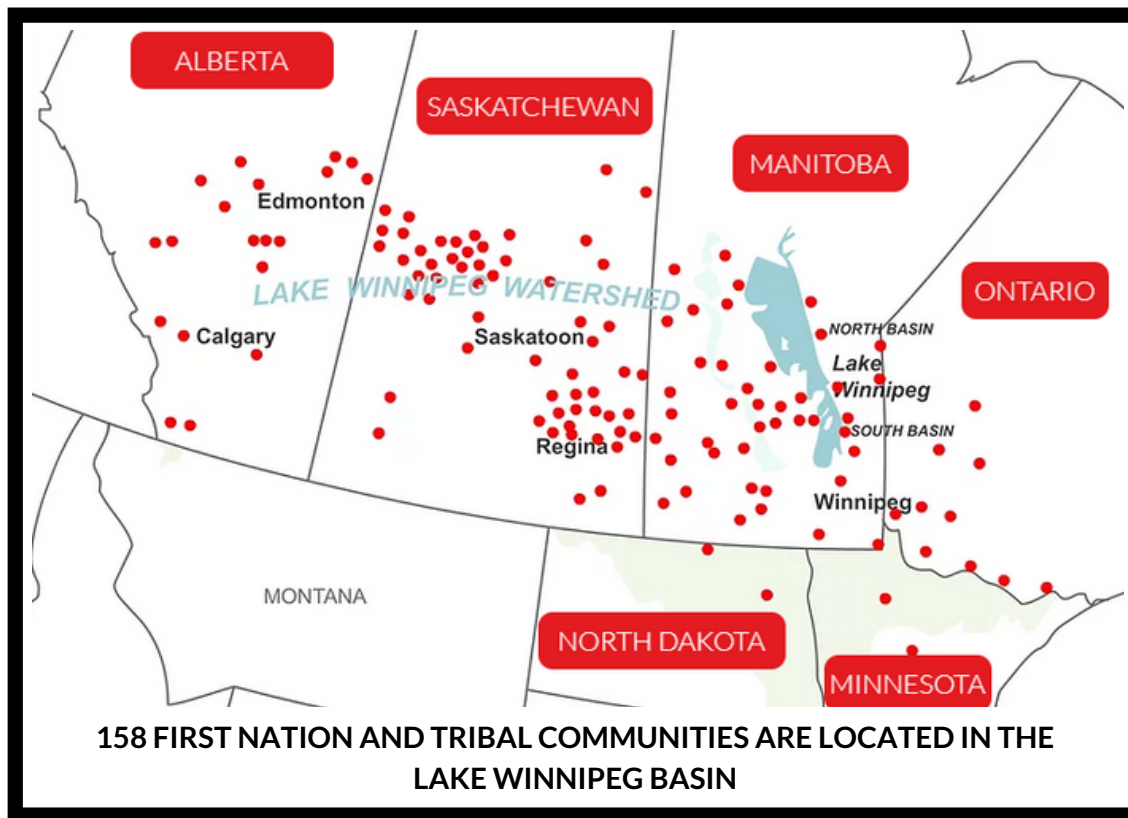 ALBERTA
SASKATCHEWAN
MANITOBA
Edmonton
LAKE WINNIPEG WATERSHED
ONTARIO
Calgary
Saskatoon
NORTH BASIN
Lake
Winnipeg
Regina
SOUTH BASIN
Winnipeg
MONTANA
NORTH DAKOTA
MINNESOTA
158 FIRST NATION AND TRIBAL COMMUNITIES ARE LOCATED IN THE
LAKE WINNIPEG BASIN